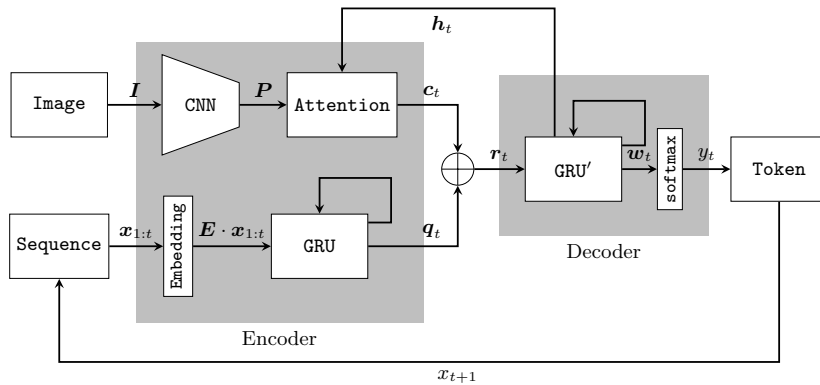 h_t
Image
I
CNN
P
Attention
c_t
r_t
GRU′
w_t
softmax
y_t
Token
Sequence
x_{1:t}
Embedding
E · x_{1:t}
GRU
q_t
Decoder
Encoder
x_{t+1}